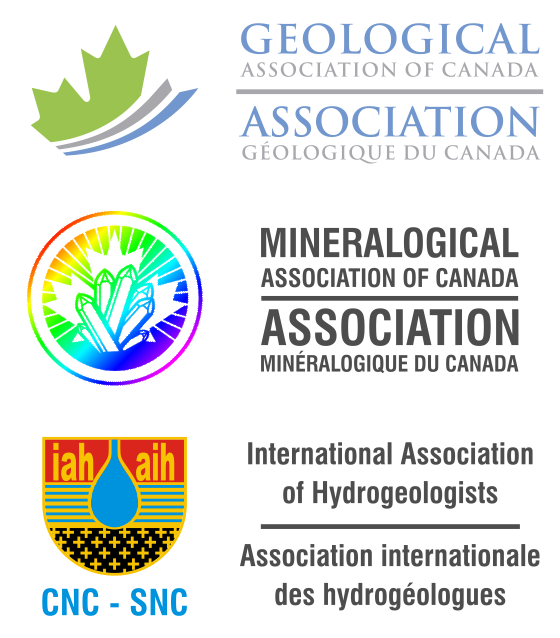 GEOLOGICAL
ASSOCIATION OF CANADA
ASSOCIATION
GÉOLOGIQUE DU CANADA
MINERALOGICAL
ASSOCIATION OF CANADA
ASSOCIATION
MINÉRALOGIQUE DU CANADA
iah aih
CNC - SNC
International Association
of Hydrogeologists
Association internationale
des hydrogéologues